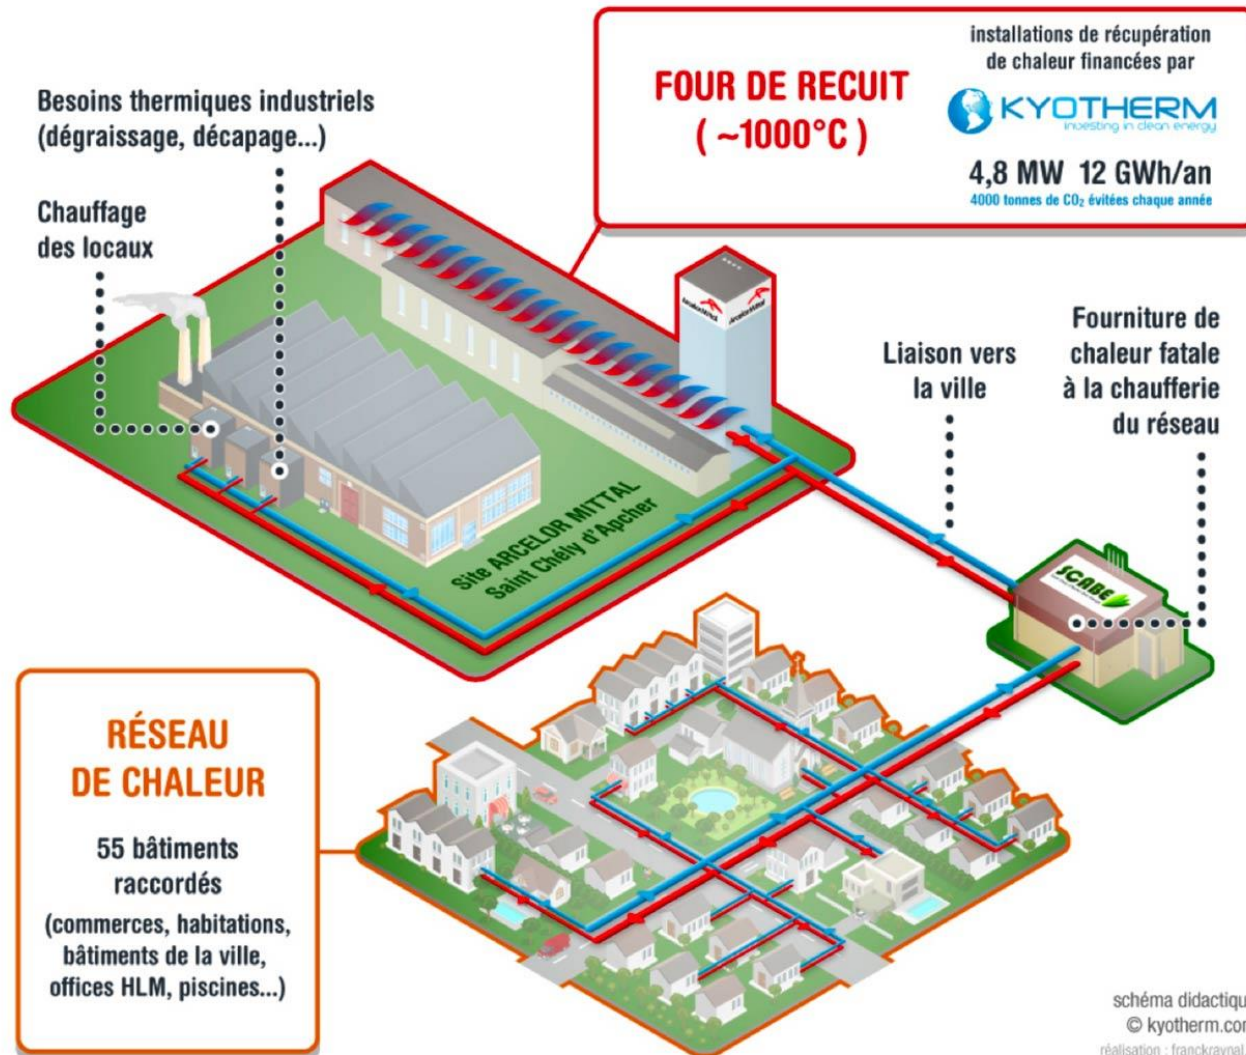 Besoins thermiques industriels
(dégraissage, décapage...)
Chauffage
des locaux
FOUR DE RECUIT
( ~1000°C )
installations de récupération
de chaleur financées par
KYOTHERM
investing in clean energy
4,8 MW 12 GWh/an
4000 tonnes de CO₂ évitées chaque année
ArcelorMittal
ArcelorMittal
Liaison vers
la ville
Fourniture de
chaleur fatale
à la chaufferie
du réseau
Site ARCELOR MITTAL
Saint Chély d'Apcher
SCABE
RÉSEAU
DE CHALEUR
55 bâtiments
raccordés
(commerces, habitations,
bâtiments de la ville,
offices HLM, piscines...)
schéma didactiqu
© kyotherm.com
réalisation : franckraynal